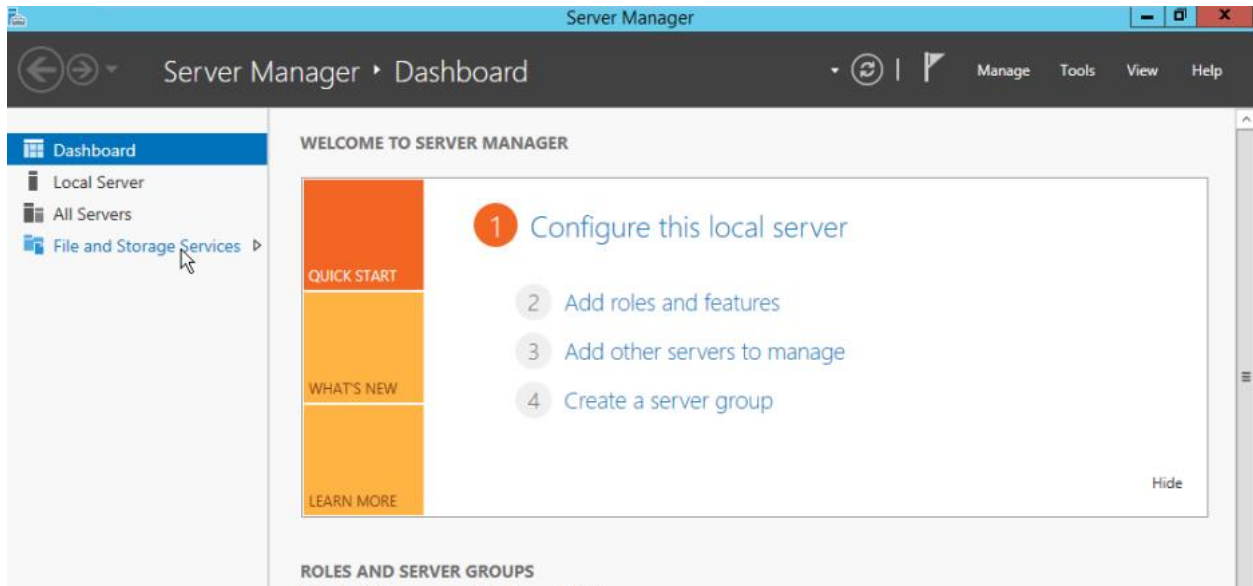 Server Manager
Server Manager ‣ Dashboard
Manage Tools View Help
Dashboard
Local Server
All Servers
File and Storage Services
WELCOME TO SERVER MANAGER
QUICK START
WHAT'S NEW
LEARN MORE
1 Configure this local server
2 Add roles and features
3 Add other servers to manage
4 Create a server group
Hide
ROLES AND SERVER GROUPS